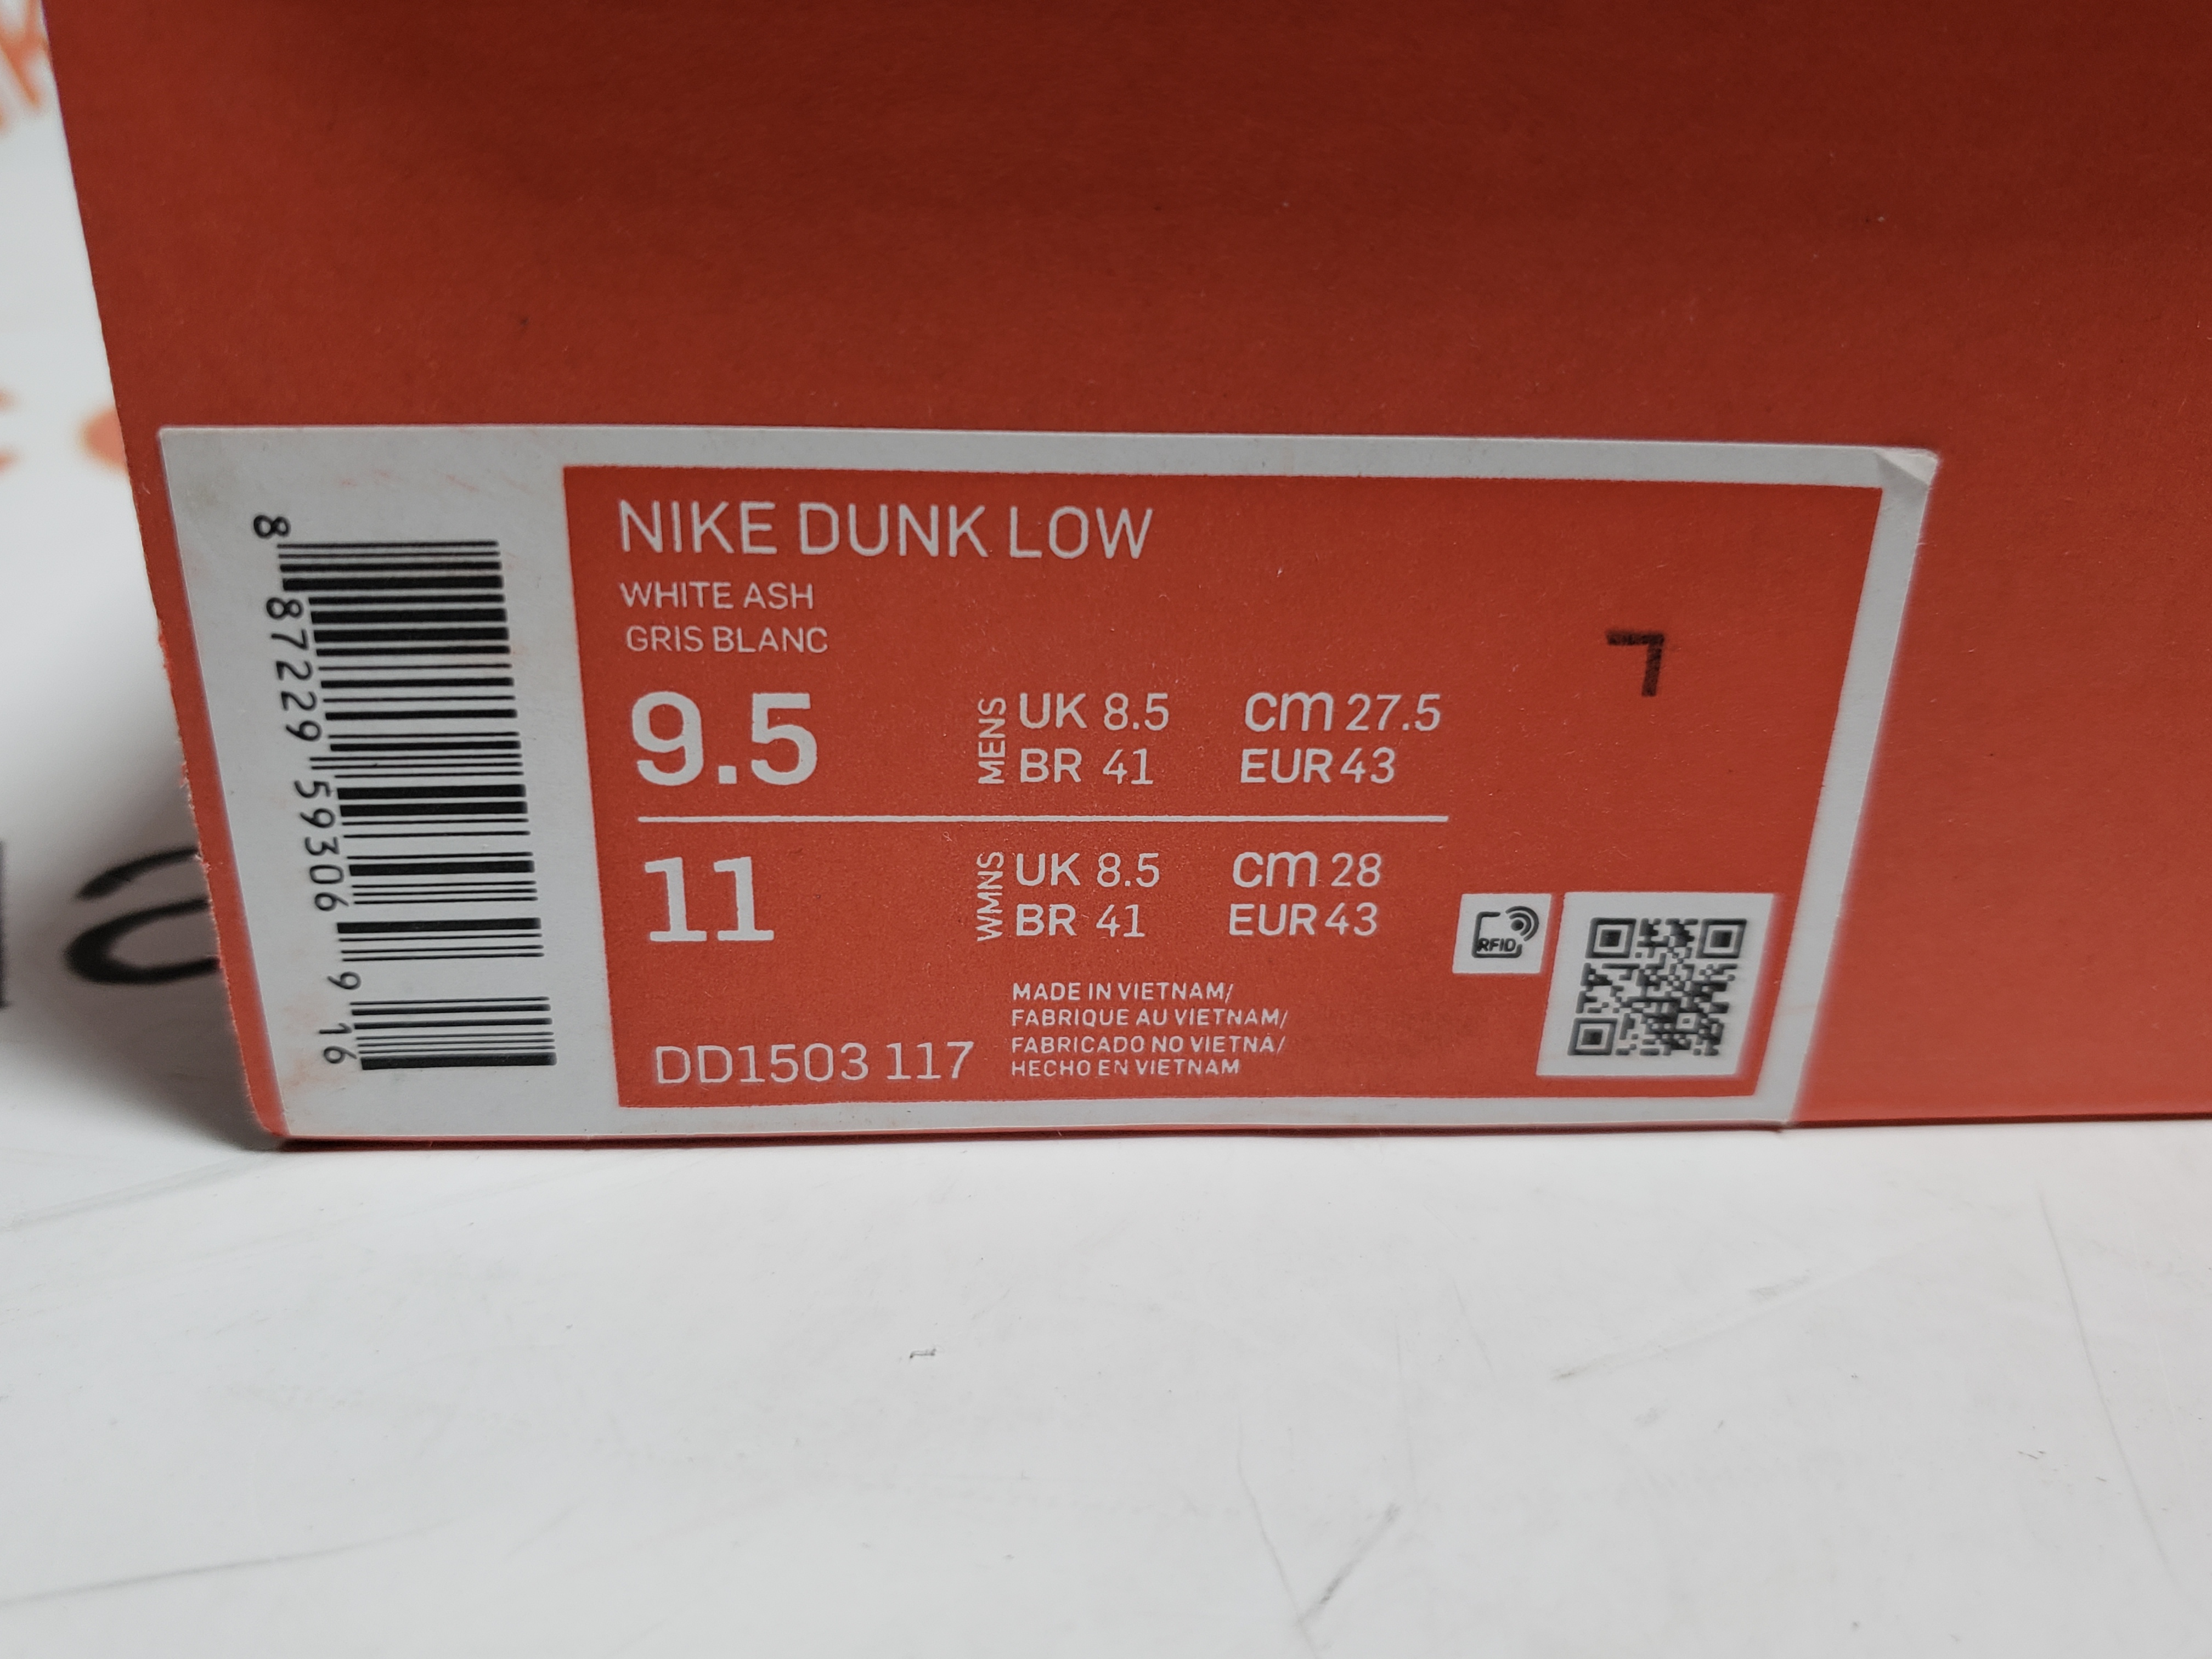 NIKE DUNK LOW
WHITE ASH
GRIS BLANC
9.5
MENS
UK 8.5 cm 27.5
BR 41 EUR 43
11
WMNS
UK 8.5 cm 28
BR 41 EUR 43
MADE IN VIETNAM/
FABRIQUE AU VIETNAM/
FABRICADO NO VIETNÃ/
HECHO EN VIETNAM
DD1503 117
RFID
8 87229 59306 9 16